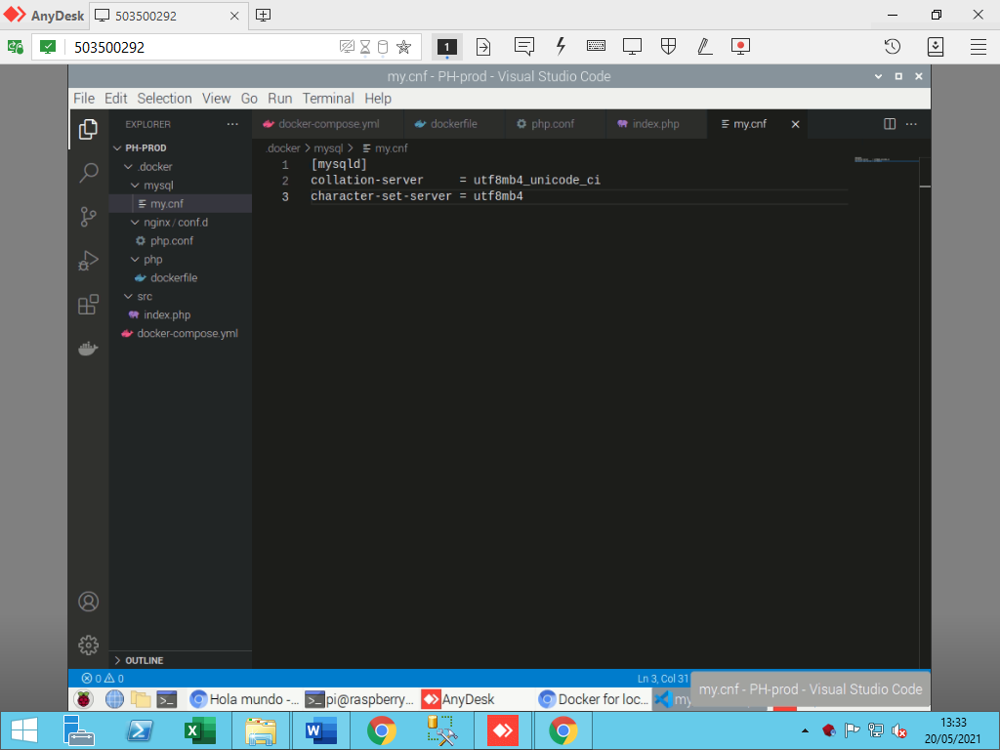 AnyDesk
503500292
503500292
1
my.cnf - PH-prod - Visual Studio Code
File Edit Selection View Go Run Terminal Help
EXPLORER
docker-compose.yml
dockerfile
php.conf
index.php
my.cnf
PH-PROD
.docker
mysql
my.cnf
nginx / conf.d
php.conf
php
dockerfile
src
index.php
docker-compose.yml
.docker > mysql > my.cnf
1 [mysqld]
2 collation-server = utf8mb4_unicode_ci
3 character-set-server = utf8mb4
OUTLINE
0 0
Ln 3, Col 31
my.cnf - PH-prod - Visual Studio Code
Hola mundo -...
pi@raspberry...
AnyDesk
Docker for loc...
my
13:33
20/05/2021